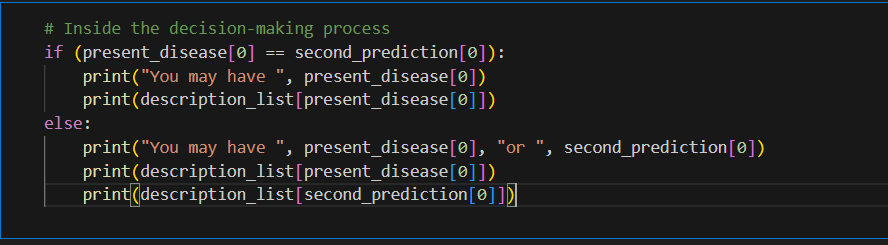 # Inside the decision-making process
if (present_disease[0] == second_prediction[0]):
    print("You may have ", present_disease[0])
    print(description_list[present_disease[0]])
else:
    print("You may have ", present_disease[0], "or ", second_prediction[0])
    print(description_list[present_disease[0]])
    print(description_list[second_prediction[0]])